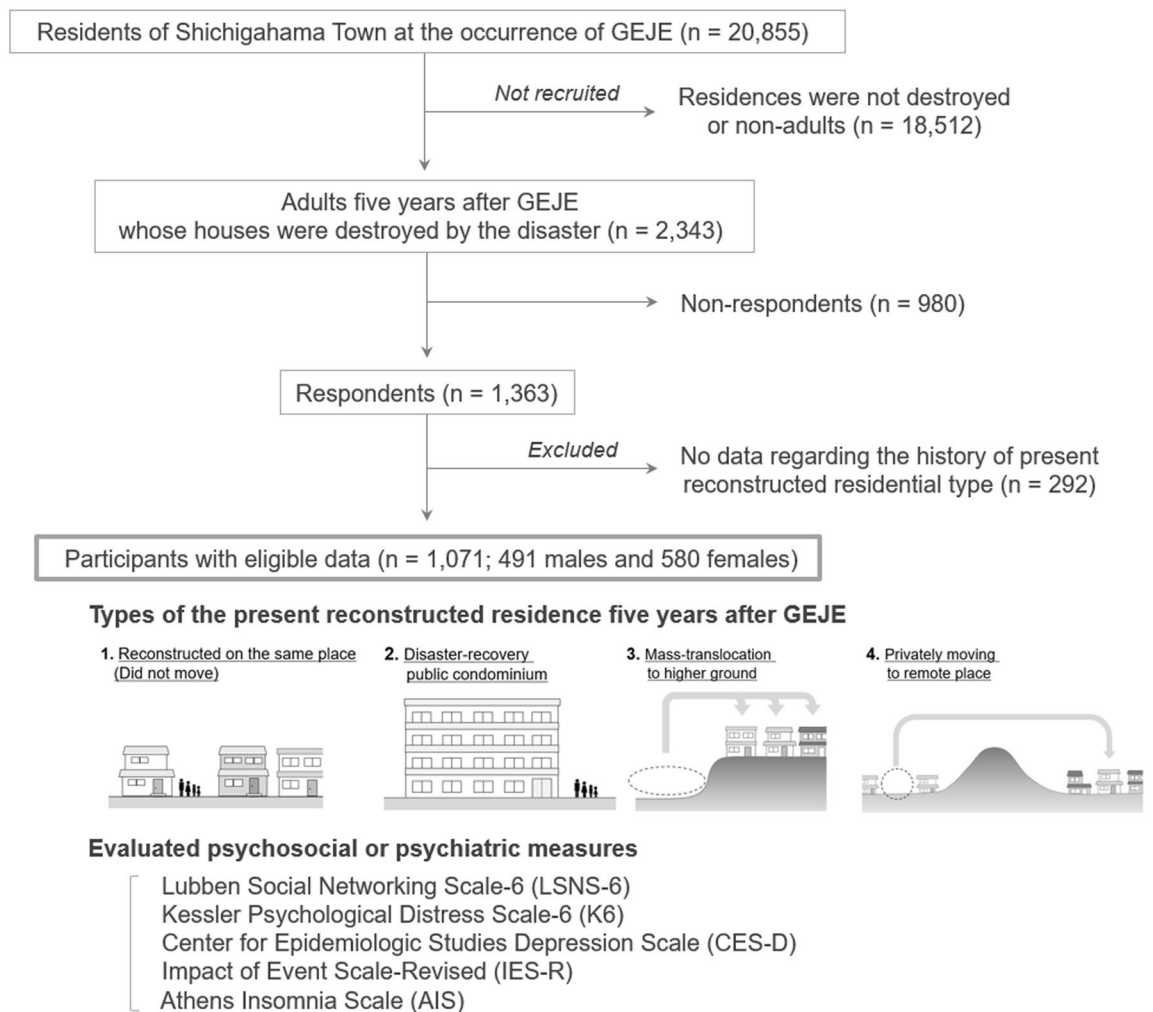 Residents of Shichigahama Town at the occurrence of GEJE (n = 20,855)
Not recruited
Residences were not destroyed
or non-adults (n = 18,512)
Adults five years after GEJE
whose houses were destroyed by the disaster (n = 2,343)
Non-respondents (n = 980)
Respondents (n = 1,363)
Excluded
No data regarding the history of present
reconstructed residential type (n = 292)
Participants with eligible data (n = 1,071; 491 males and 580 females)
Types of the present reconstructed residence five years after GEJE
1. Reconstructed on the same place
(Did not move)
2. Disaster-recovery
public condominium
3. Mass-translocation
to higher ground
4. Privately moving
to remote place
Evaluated psychosocial or psychiatric measures
Lubben Social Networking Scale-6 (LSNS-6)
Kessler Psychological Distress Scale-6 (K6)
Center for Epidemiologic Studies Depression Scale (CES-D)
Impact of Event Scale-Revised (IES-R)
Athens Insomnia Scale (AIS)